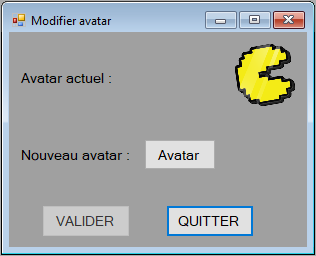 Modifier avatar
Avatar actuel :
Nouveau avatar : Avatar
VALIDER QUITTER